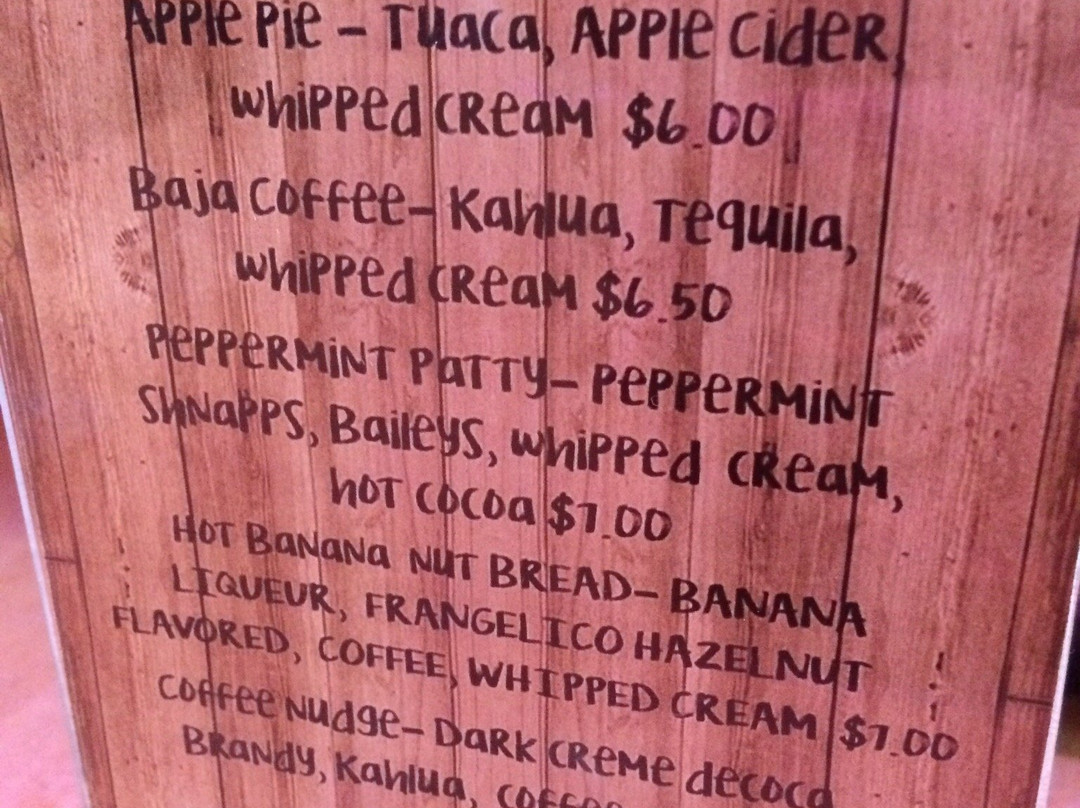 APPle Pie - Tuaca, APPle Cider,
whipped CReaM $6.00
Baja Coffee- Kahlua, Tequila,
whipped CReaM $6.50
PePPeRMiNT PaTTY- PePPeRMiNT
ShNaPPS, Baileys, whipped CReaM,
hoT cocoa $7.00
HOT BaNaNa NUT BREAD- BANANA
LIQUEUR, FRANGELICO HAZELNUT
FLAVORED, COFFEE, WHIPPED CREAM $7.00
Coffee Nudge- DaRK CReMe decoca
BRaNdy, Kahlua, coffee